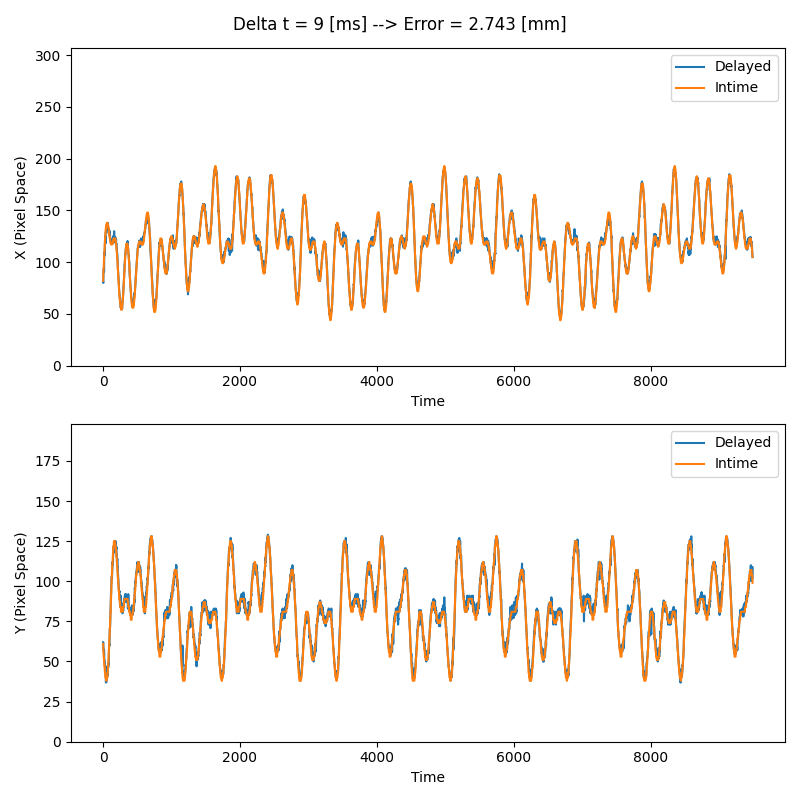 Delta t = 9 [ms] --> Error = 2.743 [mm]
300
250
200
150
100
50
0
X (Pixel Space)
Delayed
Intime
0 2000 4000 6000 8000
Time
175
150
125
100
75
50
25
0
Y (Pixel Space)
Delayed
Intime
0 2000 4000 6000 8000
Time